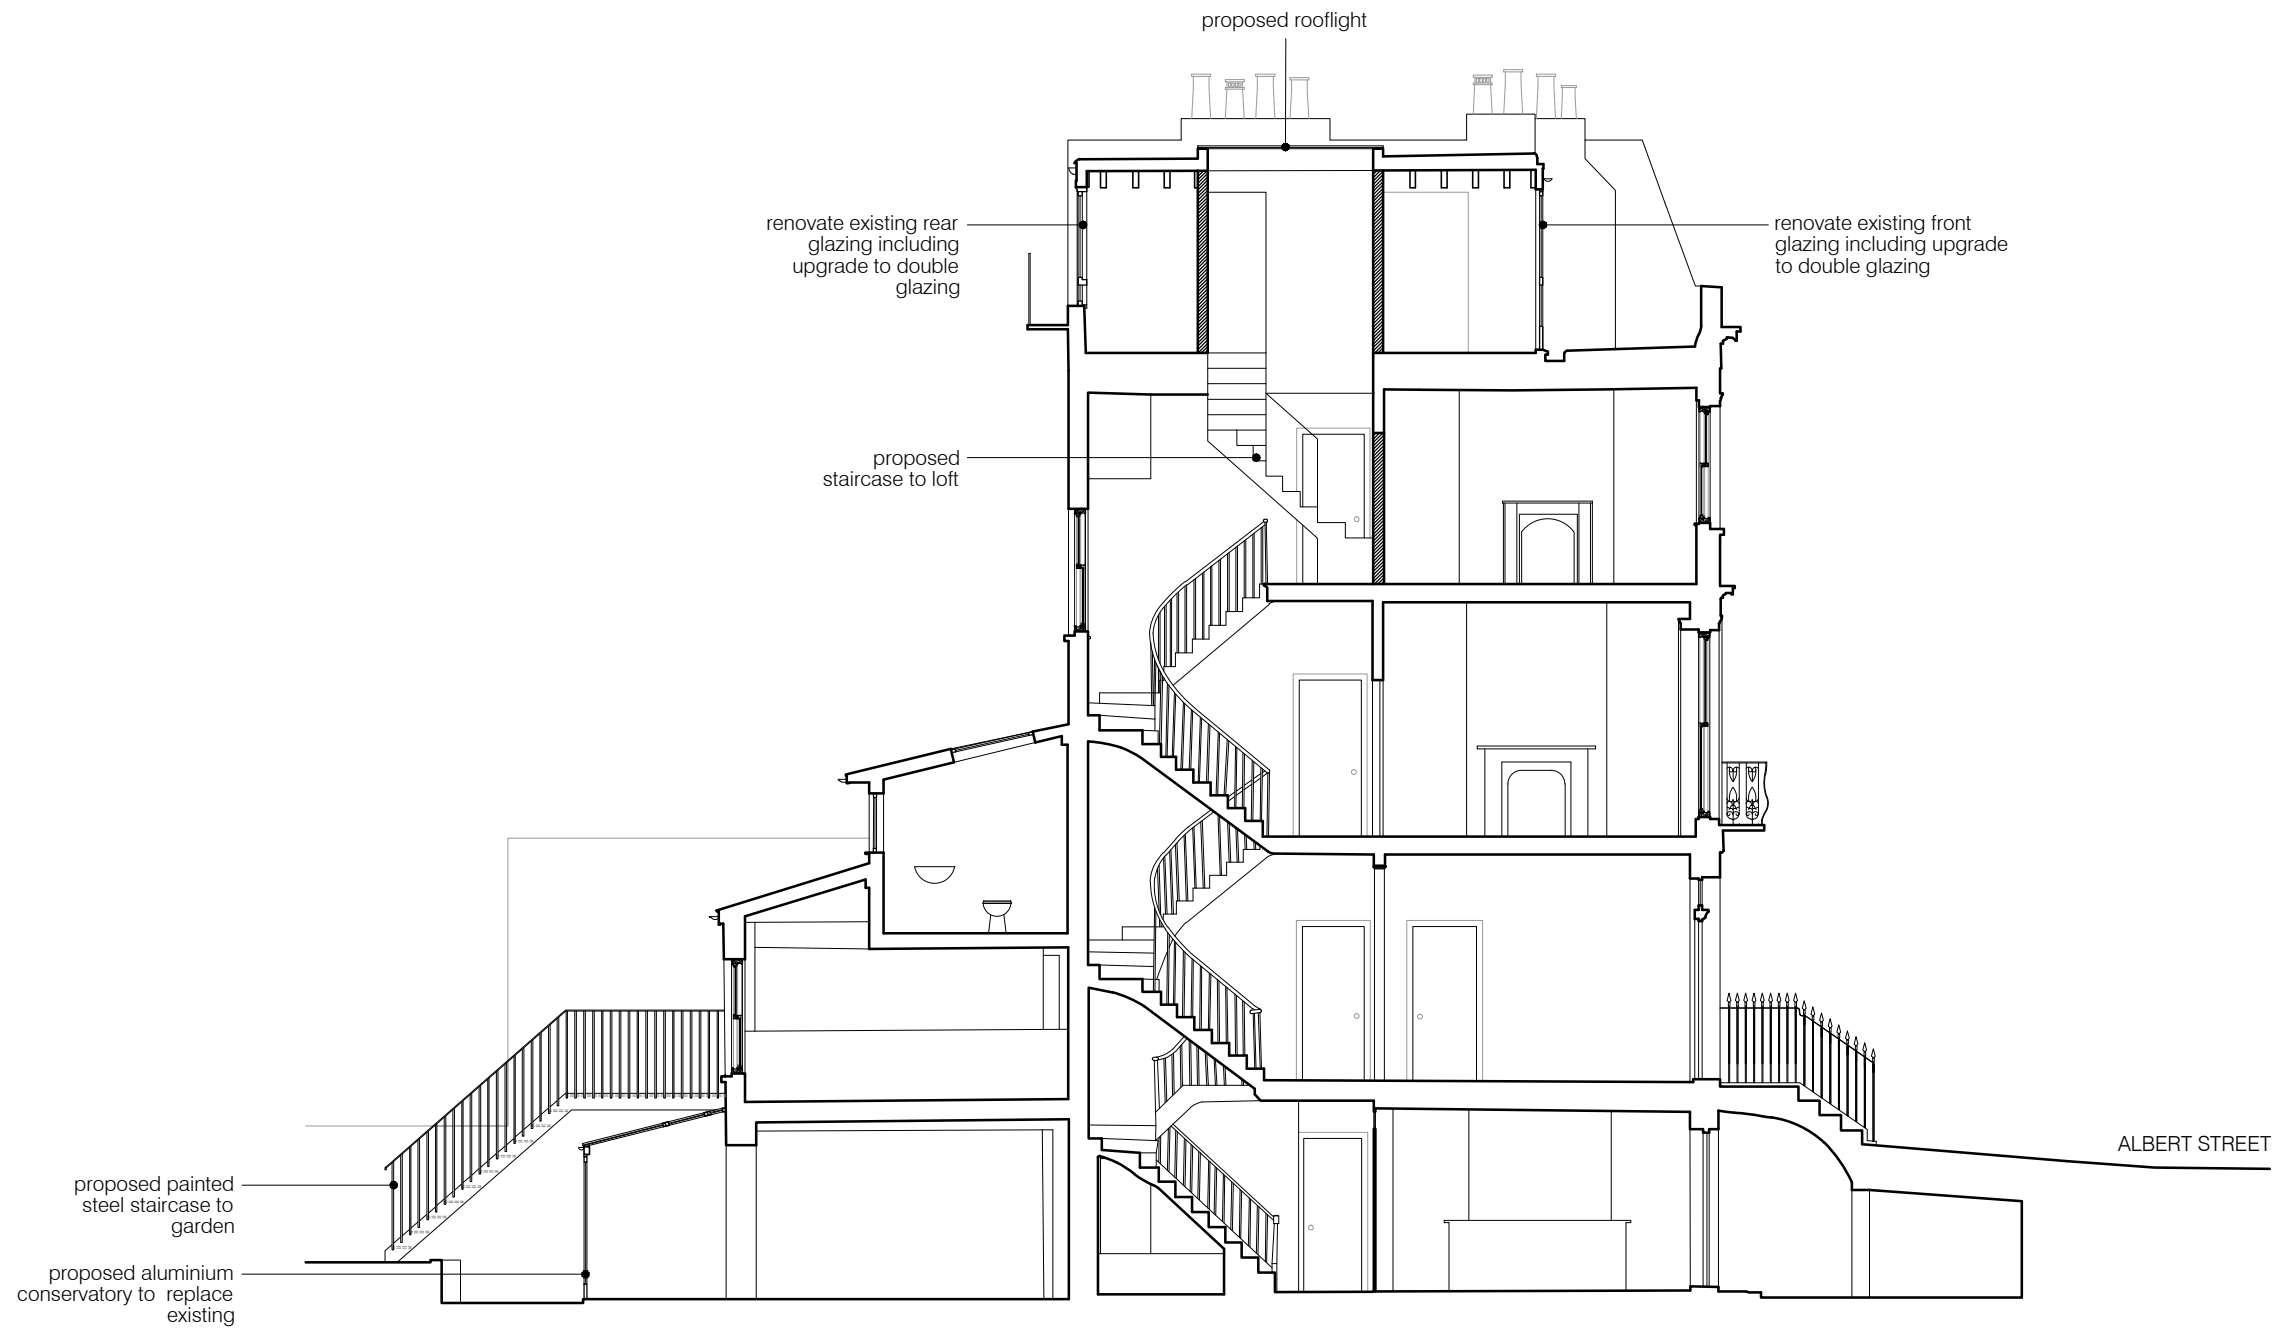 proposed rooflight
renovate existing rear
glazing including
upgrade to double
glazing
renovate existing front
glazing including upgrade
to double glazing
proposed
staircase to loft
ALBERT STREET
proposed painted
steel staircase to
garden
proposed aluminium
conservatory to  replace
existing